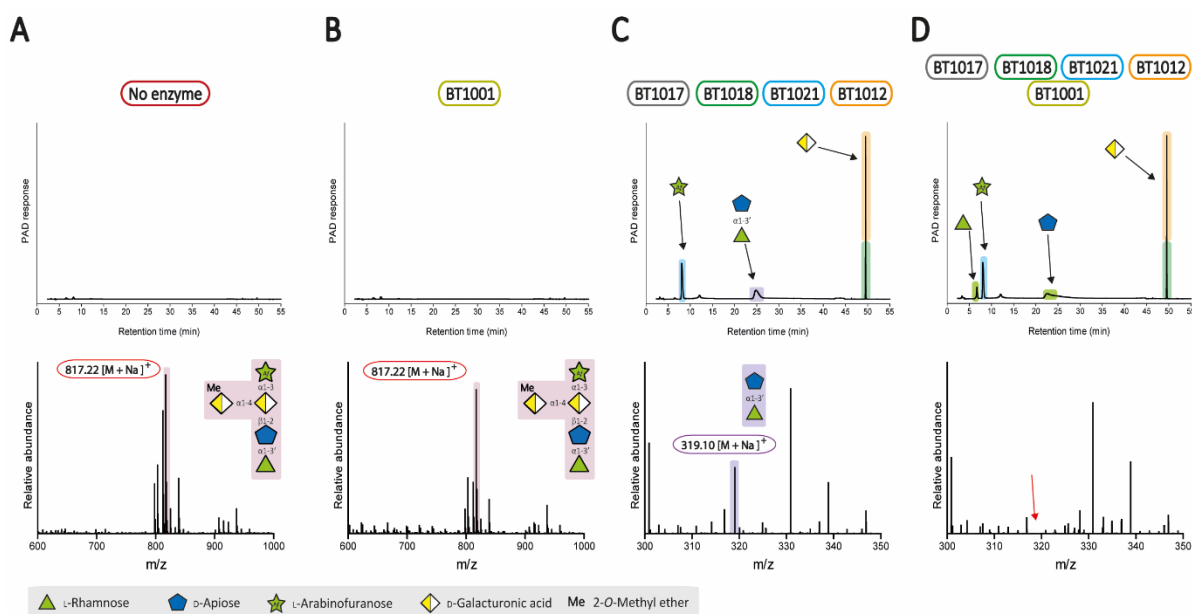 A
B
C
D
No enzyme
BT1001
BT1017 BT1018 BT1021 BT1012
BT1017 BT1018 BT1021 BT1012
BT1001
PAD response
Af
α1-3’
0 5 10 15 20 25 30 35 40 45 50 55
Retention time (min)
PAD response
0 5 10 15 20 25 30 35 40 45 50 55
Retention time (min)
PAD response
0 5 10 15 20 25 30 35 40 45 50 55
Retention time (min)
PAD response
Af
0 5 10 15 20 25 30 35 40 45 50 55
Retention time (min)
Relative abundance
817.22 [M + Na]⁺
Af
α1-3
Me
α1-4
β1-2
α1-3’
600 700 800 900 1000
m/z
Relative abundance
817.22 [M + Na]⁺
Af
α1-3
Me
α1-4
β1-2
α1-3’
600 700 800 900 1000
m/z
Relative abundance
α1-3’
319.10 [M + Na]⁺
300 310 320 330 340 350
m/z
Relative abundance
300 310 320 330 340 350
m/z
L-Rhamnose D-Apiose Af L-Arabinofuranose D-Galacturonic acid Me 2-O-Methyl ether